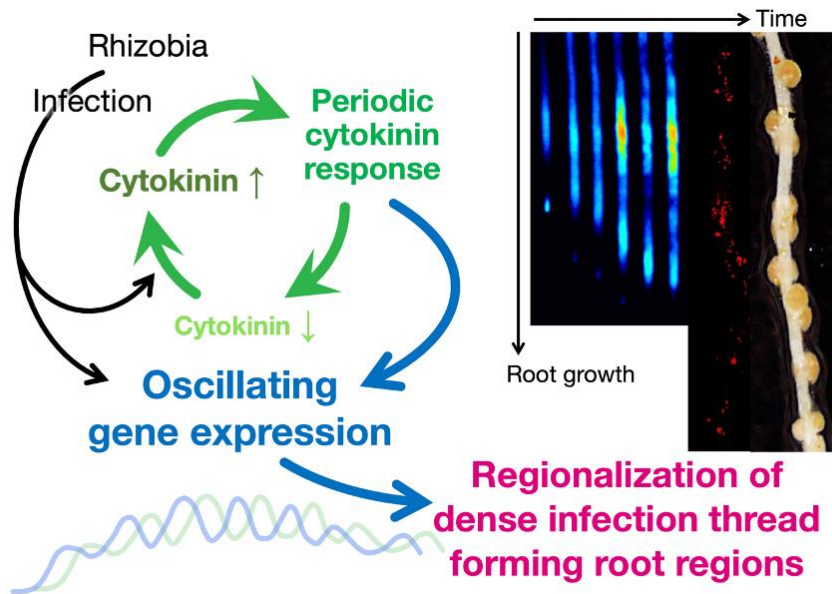 Rhizobia
Infection
Cytokinin ↑
Periodic
cytokinin
response
Cytokinin ↓
Oscillating
gene expression
Time
Root growth
Regionalization of
dense infection thread
forming root regions